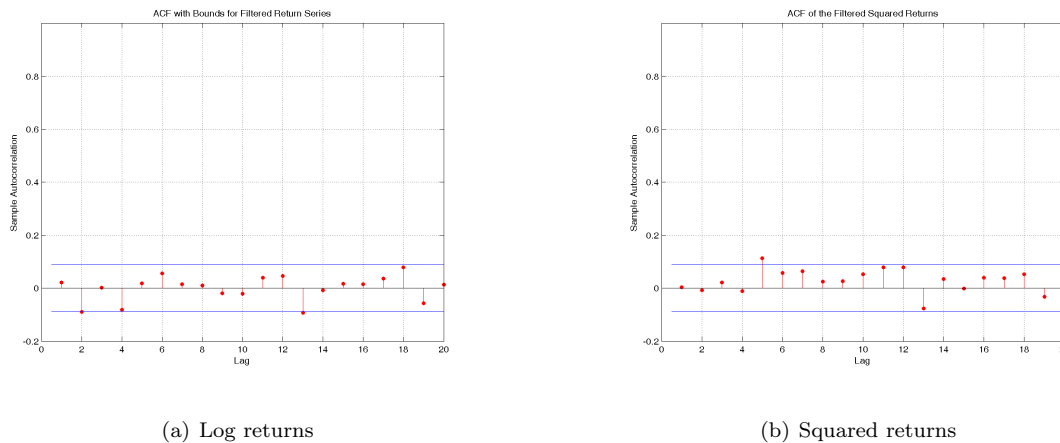 ACF with Bounds for Filtered Return Series
Sample Autocorrelation
0.8
0.6
0.4
0.2
0
-0.2
0 2 4 6 8 10 12 14 16 18 20
Lag
(a) Log returns
ACF of the Filtered Squared Returns
Sample Autocorrelation
0.8
0.6
0.4
0.2
0
-0.2
0 2 4 6 8 10 12 14 16 18
Lag
(b) Squared returns